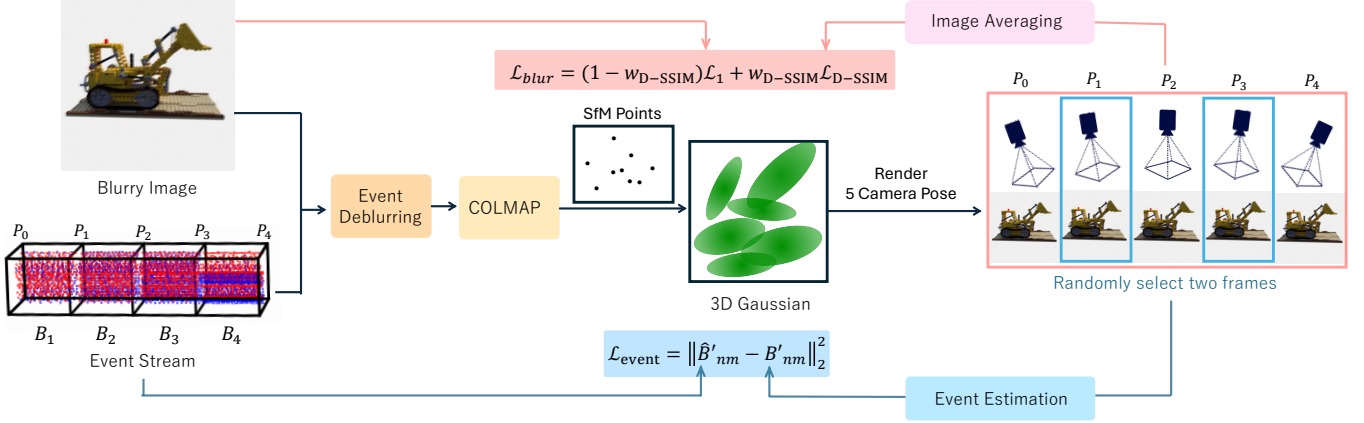 Image Averaging
ℒ_blur = (1 − w_D−SSIM)ℒ_1 + w_D−SSIM ℒ_D−SSIM
P_0 P_1 P_2 P_3 P_4
SfM Points
Blurry Image
Event
Deblurring
COLMAP
Render
5 Camera Pose
P_0 P_1 P_2 P_3 P_4
B_1 B_2 B_3 B_4
Event Stream
3D Gaussian
Randomly select two frames
ℒ_event = ‖B̂′_nm − B′_nm‖_2^2
Event Estimation